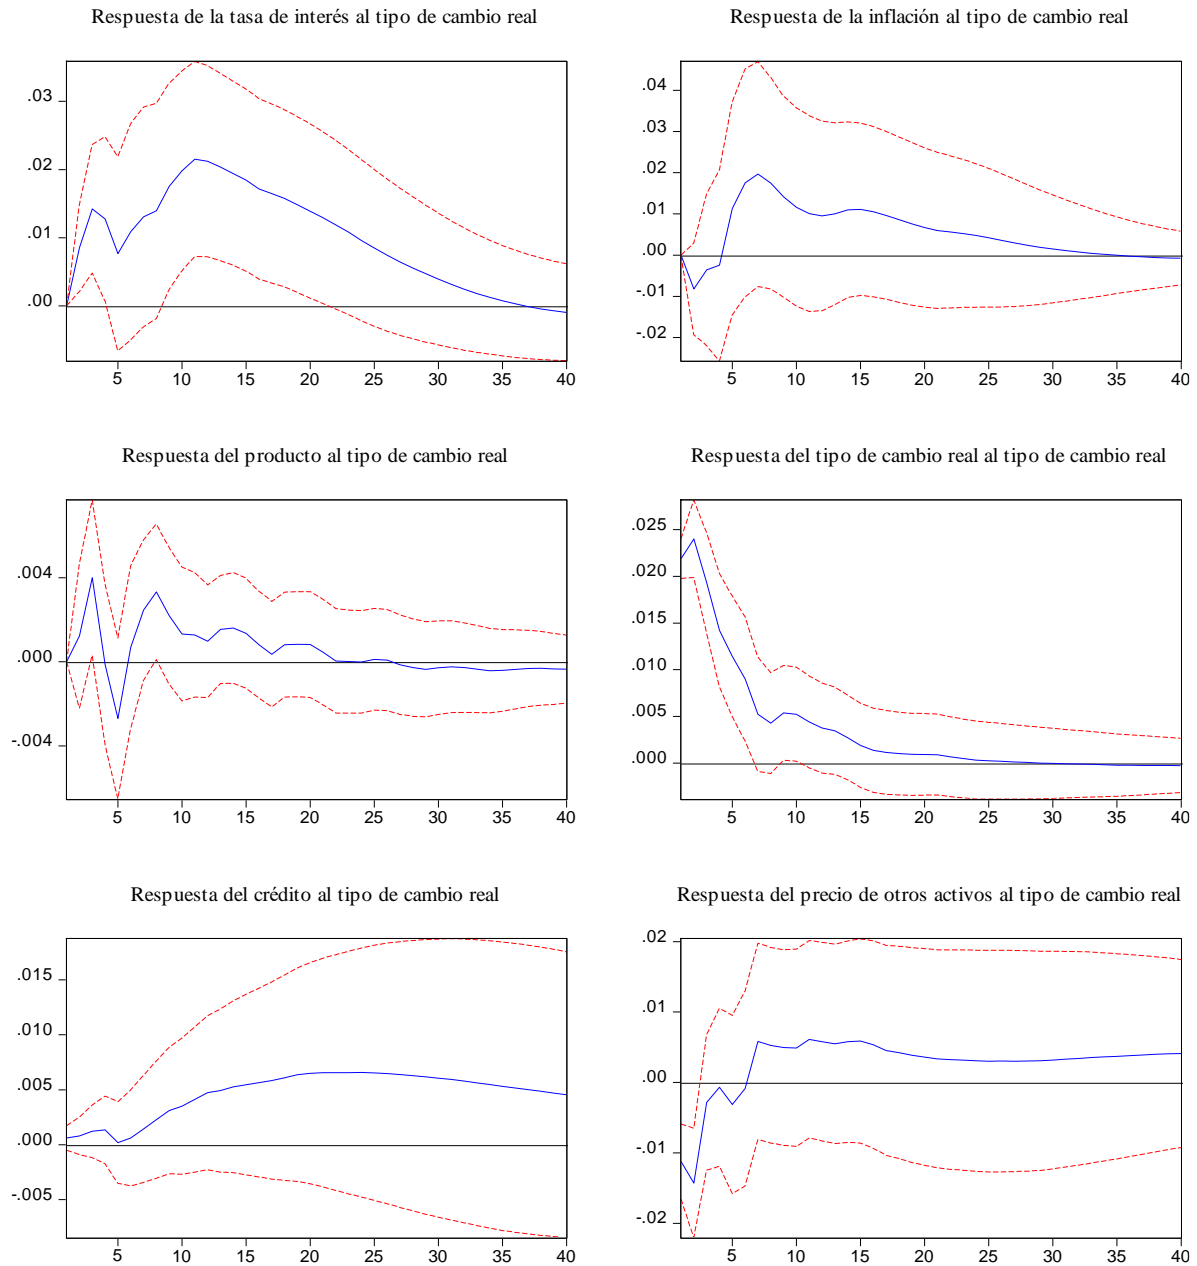 Respuesta de la tasa de interés al tipo de cambio real
.03
.02
.01
.00
5 10 15 20 25 30 35 40
Respuesta de la inflación al tipo de cambio real
.04
.03
.02
.01
.00
-.01
-.02
5 10 15 20 25 30 35 40
Respuesta del producto al tipo de cambio real
.004
.000
-.004
5 10 15 20 25 30 35 40
Respuesta del tipo de cambio real al tipo de cambio real
.025
.020
.015
.010
.005
.000
5 10 15 20 25 30 35 40
Respuesta del crédito al tipo de cambio real
.015
.010
.005
.000
-.005
5 10 15 20 25 30 35 40
Respuesta del precio de otros activos al tipo de cambio real
.02
.01
.00
-.01
-.02
5 10 15 20 25 30 35 40